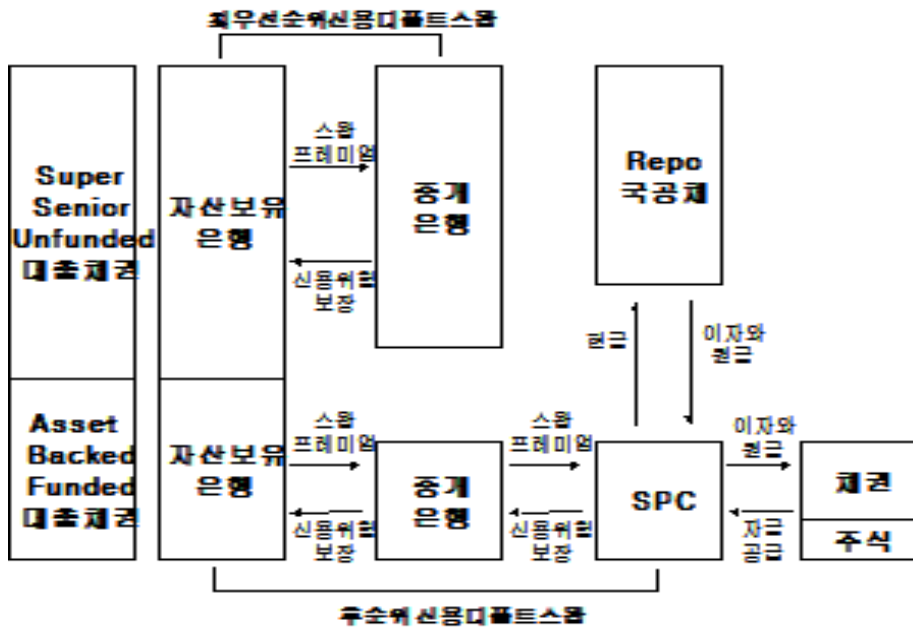 최우선순위신용디폴트스왑
Super
Senior
Unfunded
대출채권
자산보유
은행
스왑
프레미엄
신용위험
보장
중개
은행
Repo
국공채
현금
이자와
원금
Asset
Backed
Funded
대출채권
자산보유
은행
스왑
프레미엄
신용위험
보장
중개
은행
스왑
프레미엄
신용위험
보장
SPC
이자와
원금
자금
공급
채권
주식
후순위신용디폴트스왑